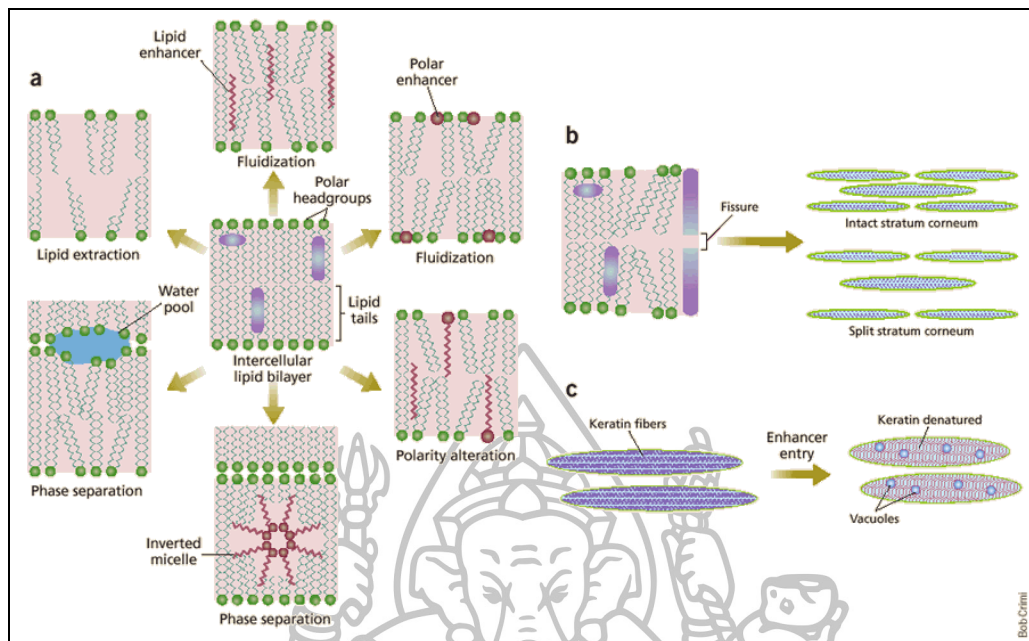 a
Lipid
enhancer
Fluidization
Polar
enhancer
Fluidization
Lipid extraction
Polar
headgroups
Lipid
tails
Intercellular
lipid bilayer
Water
pool
Phase separation
Polarity alteration
Inverted
micelle
Phase separation
b
Fissure
Intact stratum corneum
Split stratum corneum
c
Keratin fibers
Enhancer
entry
Keratin denatured
Vacuoles